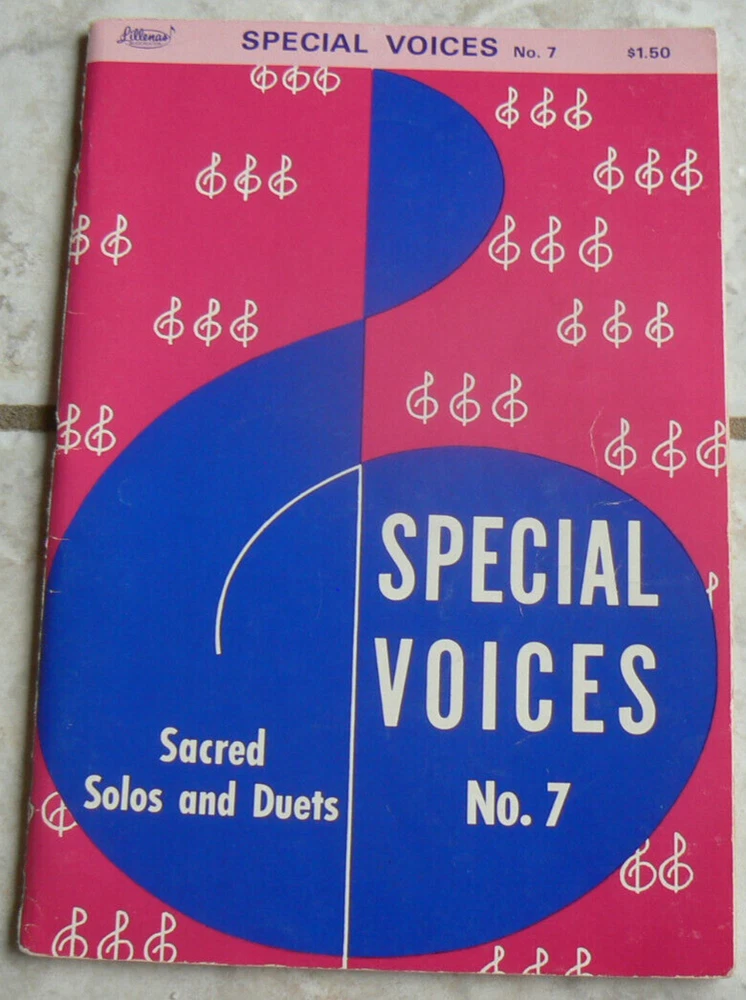 Lillenas
SPECIAL VOICES No. 7 $1.50
SPECIAL
VOICES
No. 7
Sacred
Solos and Duets